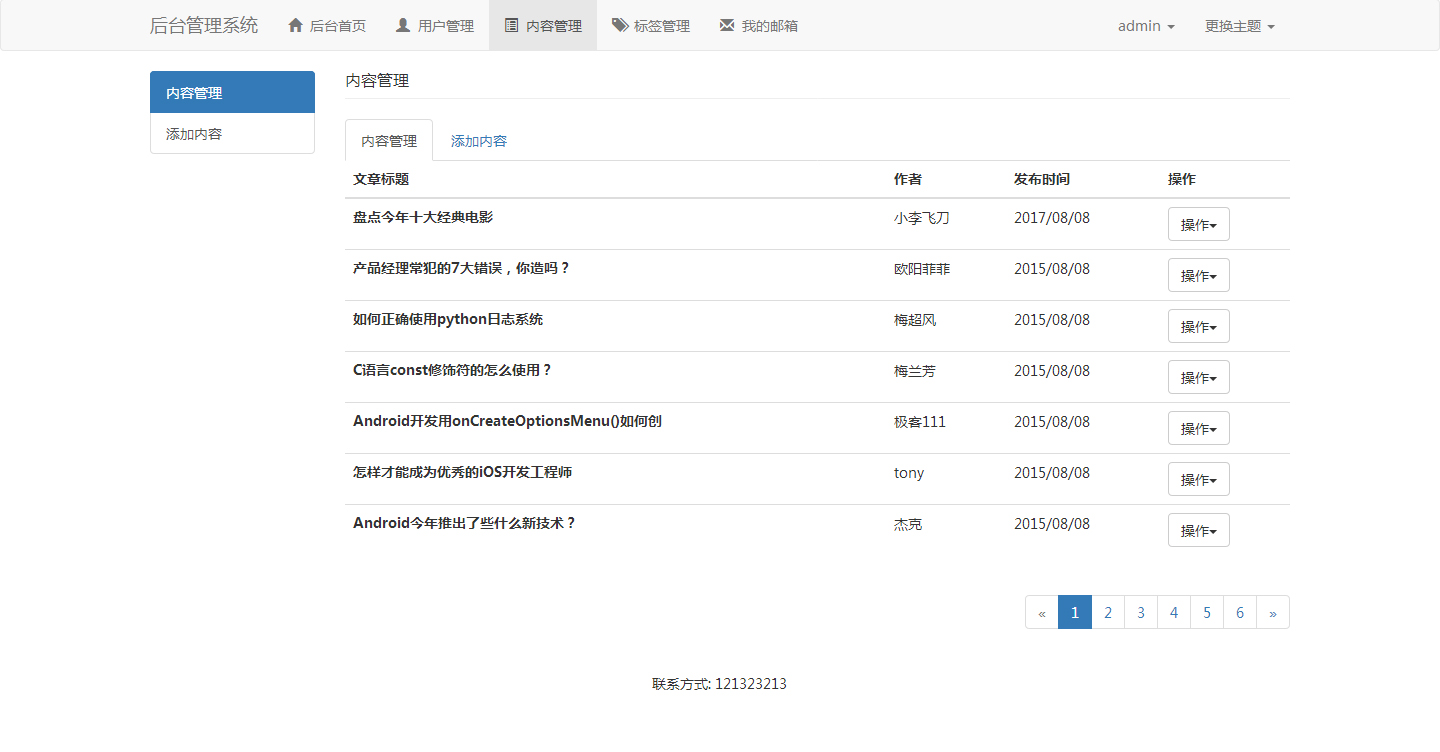 后台管理系统 后台首页 用户管理 内容管理 标签管理 我的邮箱 admin 更换主题
内容管理
添加内容
内容管理
内容管理 添加内容
文章标题 作者 发布时间 操作
盘点今年十大经典电影 小李飞刀 2017/08/08 操作
产品经理常犯的7大错误，你造吗？ 欧阳菲菲 2015/08/08 操作
如何正确使用python日志系统 梅超风 2015/08/08 操作
C语言const修饰符的怎么使用？ 梅兰芳 2015/08/08 操作
Android开发用onCreateOptionsMenu()如何创 极客111 2015/08/08 操作
怎样才能成为优秀的iOS开发工程师 tony 2015/08/08 操作
Android今年推出了些什么新技术？ 杰克 2015/08/08 操作
« 1 2 3 4 5 6 »
联系方式: 121323213